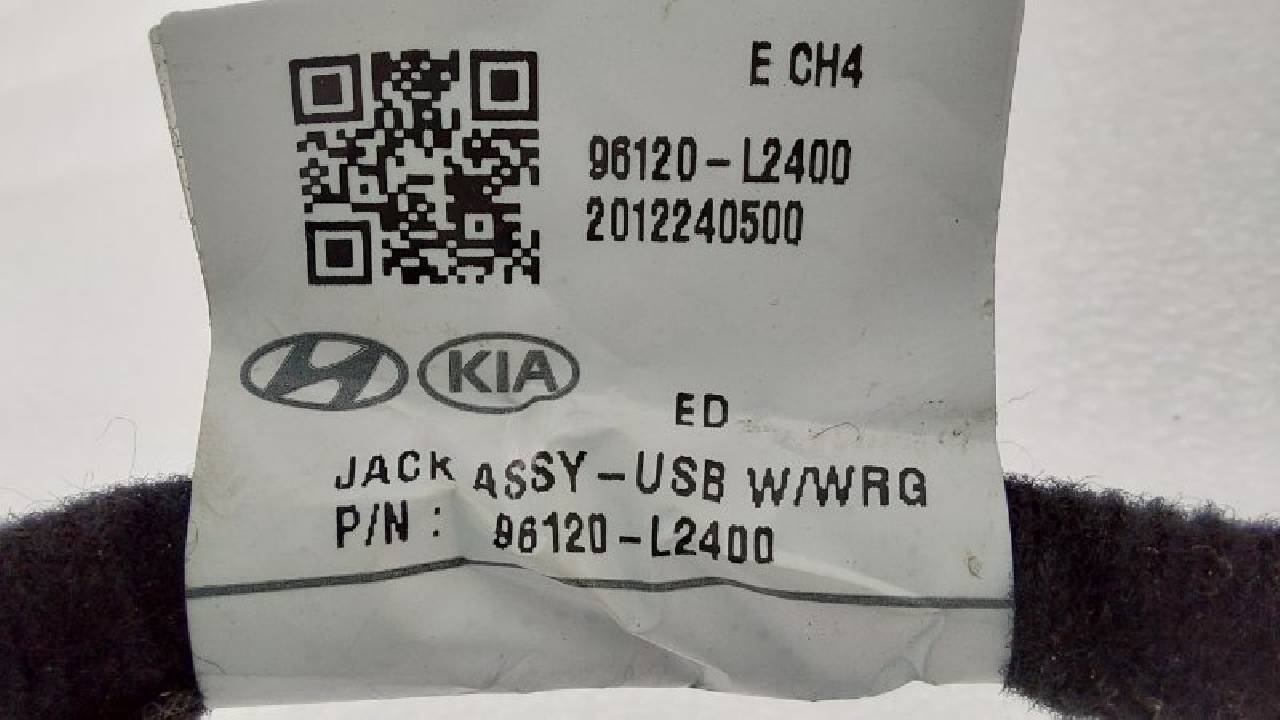 E CH4
96120-L2400
2012240500
KIA
ED
JACK ASSY-USB W/WRG
P/N : 96120-L2400